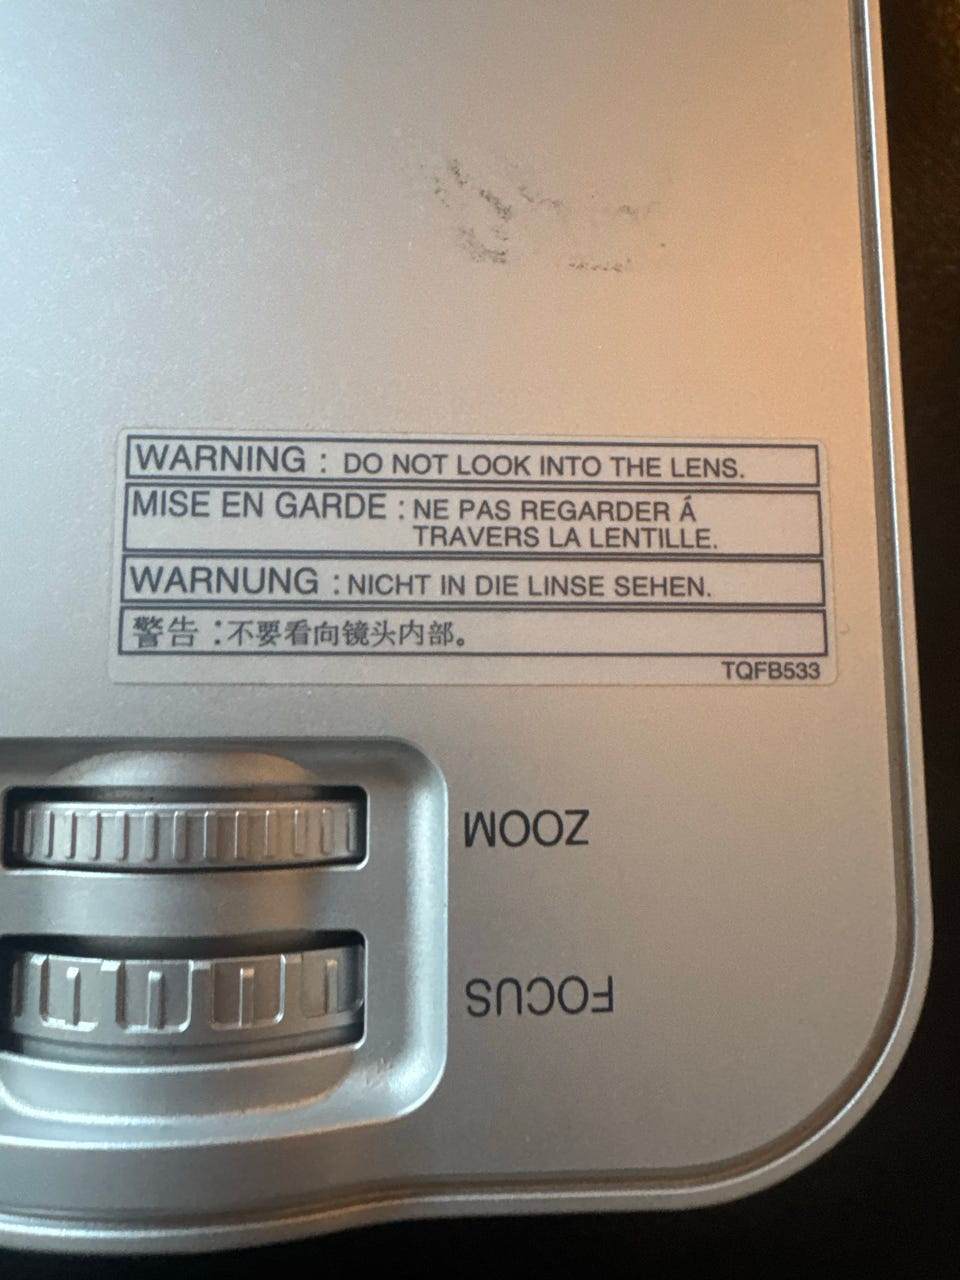 WARNING : DO NOT LOOK INTO THE LENS.
MISE EN GARDE : NE PAS REGARDER Á
TRAVERS LA LENTILLE.
WARNUNG : NICHT IN DIE LINSE SEHEN.
警告 : 不要看向镜头内部。
TQFB533
ZOOM
FOCUS